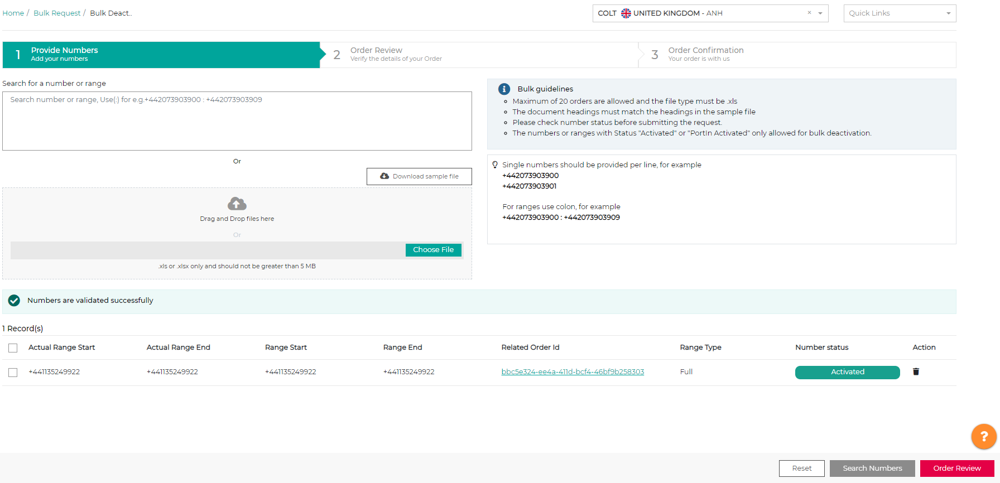 Home / Bulk Request / Bulk Deact..
COLT UNITED KINGDOM - ANH × Quick Links
1 Provide Numbers
Add your numbers
2 Order Review
Verify the details of your Order
3 Order Confirmation
Your order is with us
Search for a number or range
Search number or range, Use(:) for e.g.+442073903900 : +442073903909
Or
Download sample file
Drag and Drop files here
Or
Choose File
.xls or .xlsx only and should not be greater than 5 MB
Bulk guidelines
Maximum of 20 orders are allowed and the file type must be .xls
The document headings must match the headings in the sample file
Please check number status before submitting the request.
The numbers or ranges with Status "Activated" or "PortIn Activated" only allowed for bulk deactivation.
Single numbers should be provided per line, for example
+442073903900
+442073903901
For ranges use colon, for example
+442073903900 : +442073903909
Numbers are validated successfully
1 Record(s)
Actual Range Start Actual Range End Range Start Range End Related Order Id Range Type Number status Action
+441135249922 +441135249922 +441135249922 +441135249922 bbc5e324-ee4a-411d-bcf4-46bf9b258303 Full Activated
?
Reset Search Numbers Order Review